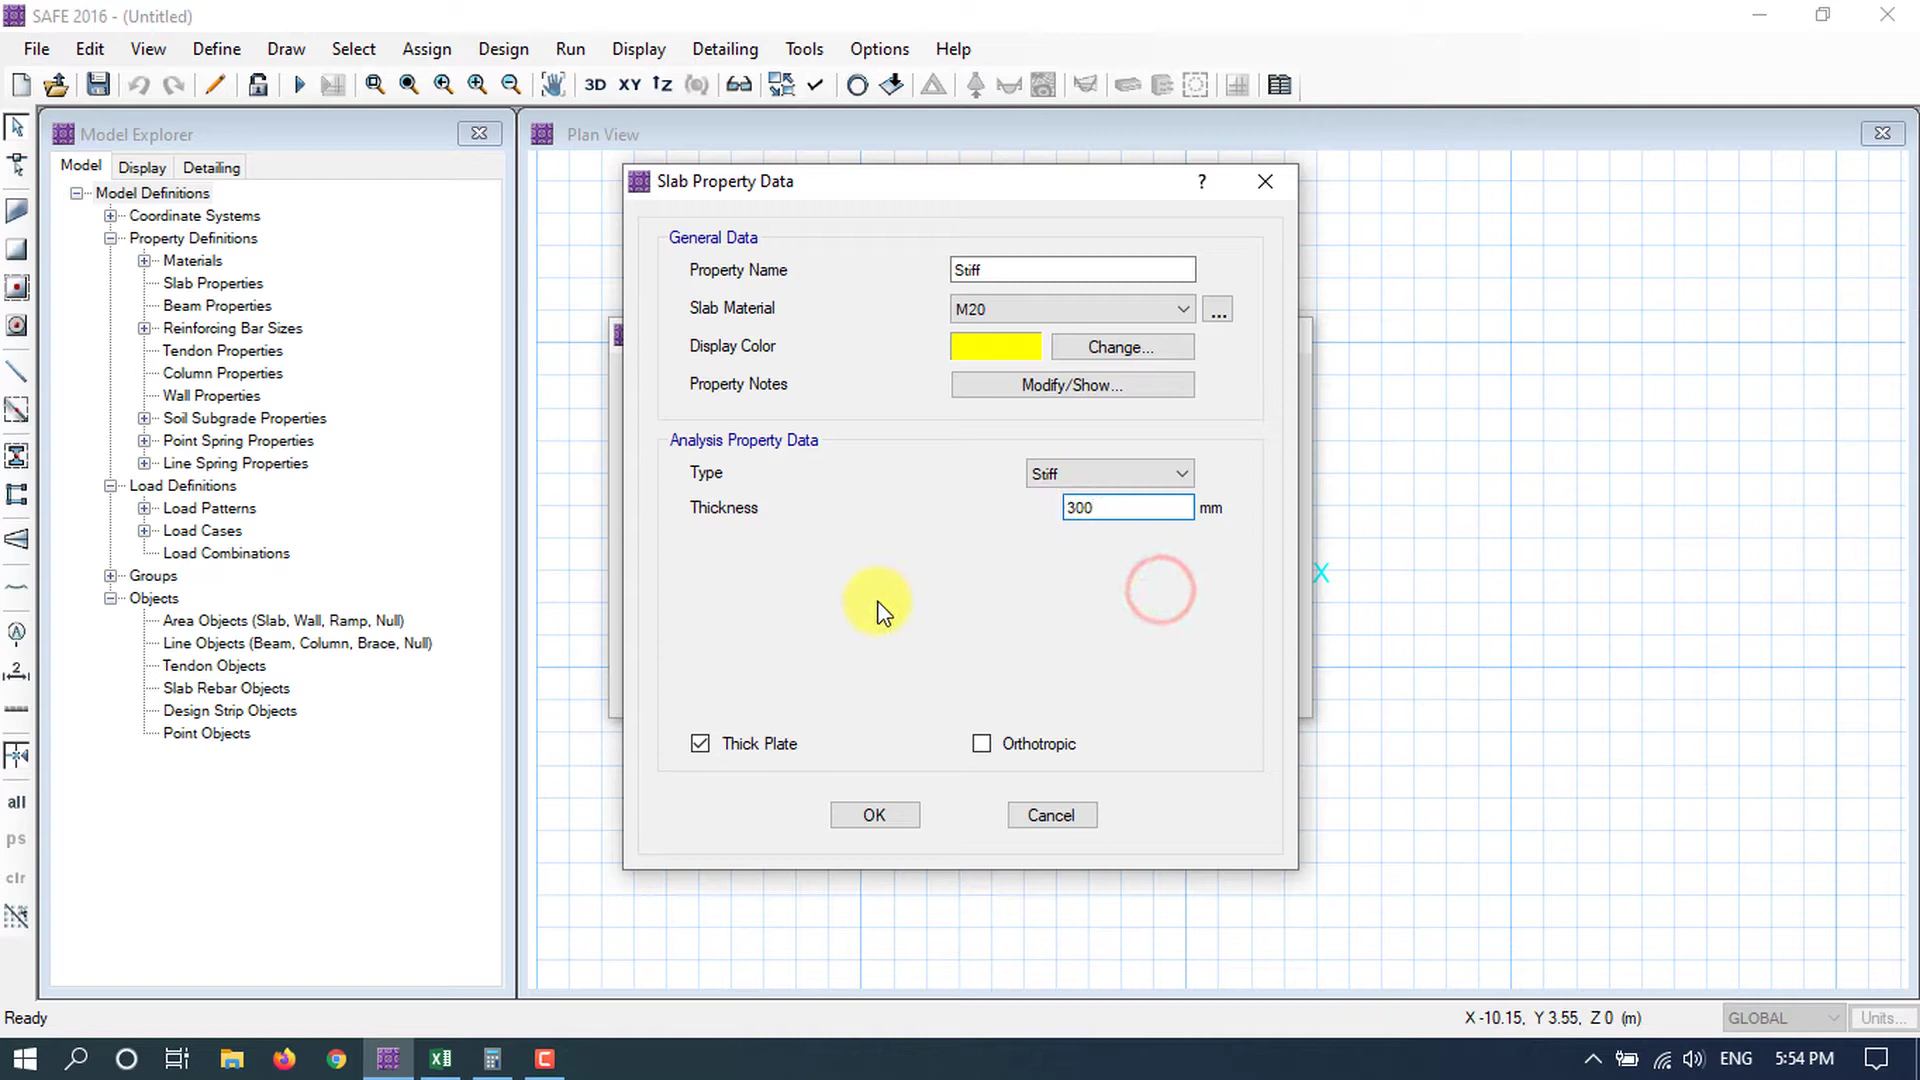 SAFE 2016 - (Untitled)
File Edit View Define Draw Select Assign Design Run Display Detailing Tools Options Help
3D XY
Model Explorer
Plan View
Model Display Detailing
Model Definitions
Coordinate Systems
Property Definitions
Materials
Slab Properties
Beam Properties
Reinforcing Bar Sizes
Tendon Properties
Column Properties
Wall Properties
Soil Subgrade Properties
Point Spring Properties
Line Spring Properties
Load Definitions
Load Patterns
Load Cases
Load Combinations
Groups
Objects
Area Objects (Slab, Wall, Ramp, Null)
Line Objects (Beam, Column, Brace, Null)
Tendon Objects
Slab Rebar Objects
Design Strip Objects
Point Objects
all
ps
clr
Slab Property Data
?
General Data
Property Name Stiff
Slab Material M20 ...
Display Color Change...
Property Notes Modify/Show...
Analysis Property Data
Type Stiff
Thickness 300 mm
Thick Plate Orthotropic
OK Cancel
X
Ready
X -10.15, Y 3.55, Z 0 (m)
GLOBAL Units...
ENG 5:54 PM